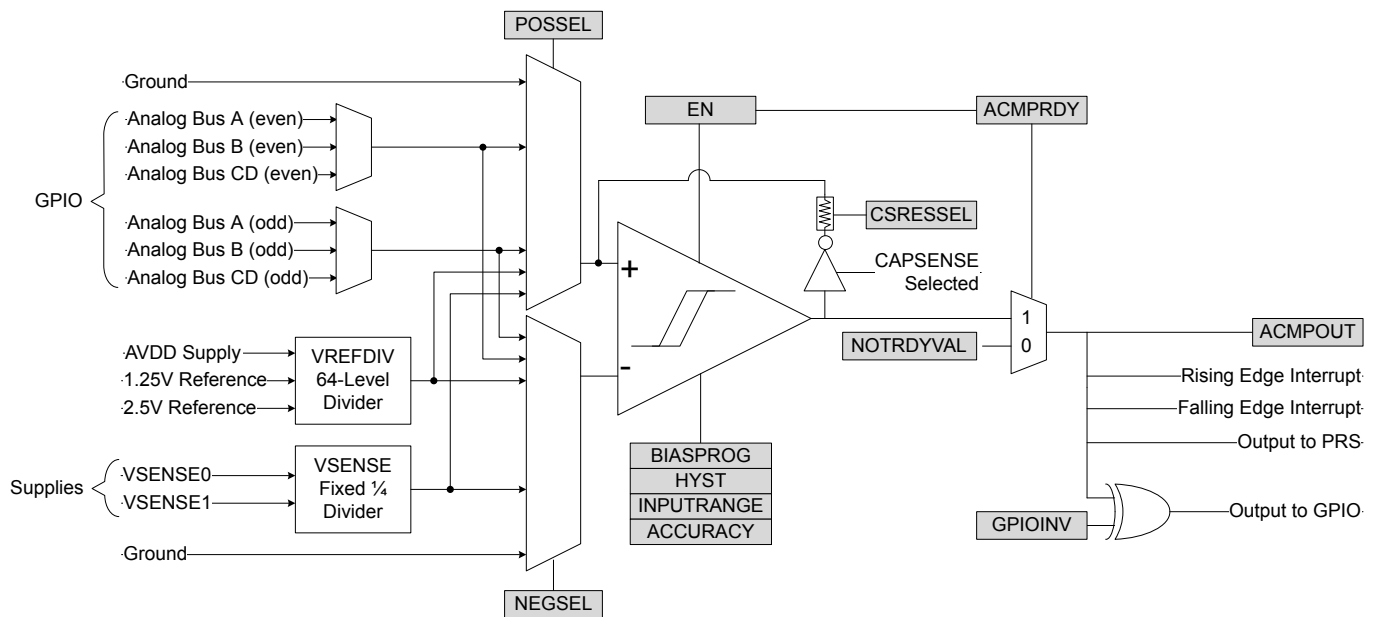 POSSEL
Ground
Analog Bus A (even)
Analog Bus B (even)
Analog Bus CD (even)
GPIO
Analog Bus A (odd)
Analog Bus B (odd)
Analog Bus CD (odd)
EN
ACMPRDY
CSRESSEL
CAPSENSE
Selected
+
-
1
0
NOTRDYVAL
ACMPOUT
AVDD Supply
1.25V Reference
2.5V Reference
VREFDIV
64-Level
Divider
Rising Edge Interrupt
Falling Edge Interrupt
Output to PRS
Supplies
VSENSE0
VSENSE1
VSENSE
Fixed ¼
Divider
BIASPROG
HYST
INPUTRANGE
ACCURACY
GPIOINV
Output to GPIO
Ground
NEGSEL